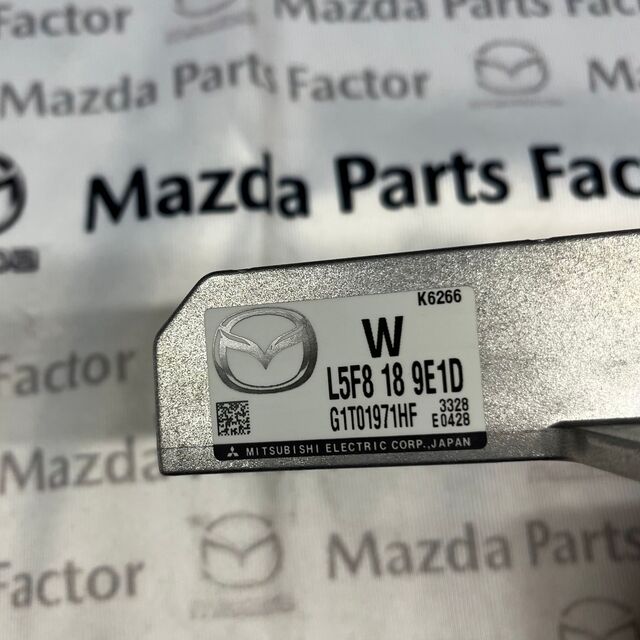 Factor
Mazda Parts Factor
Mazda Parts Factor
Mazda Parts Fac
K6266
W
L5F8 18 9E1D
G1T01971HF 3328
E0428
MITSUBISHI ELECTRIC CORP., JAPAN
Mazda Parts
Factor
Mazda Parts